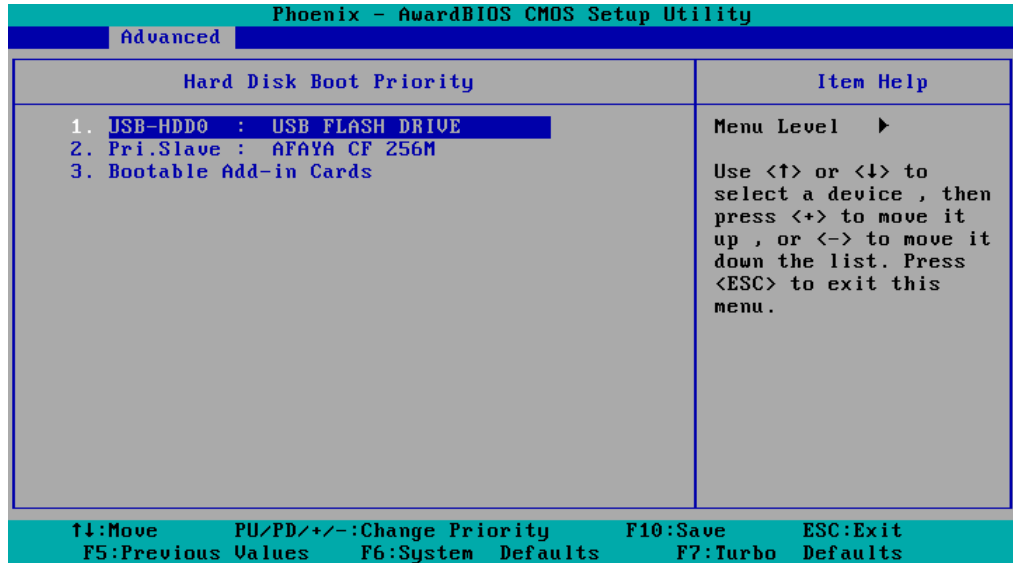 Phoenix - AwardBIOS CMOS Setup Utility
Advanced
Hard Disk Boot Priority
1. USB-HDD0 : USB FLASH DRIVE
2. Pri.Slave : AFAYA CF 256M
3. Bootable Add-in Cards
Item Help
Menu Level ▶
Use <↑> or <↓> to
select a device , then
press <+> to move it
up , or <-> to move it
down the list. Press
<ESC> to exit this
menu.
↑↓:Move PU/PD/+/-:Change Priority F10:Save ESC:Exit
F5:Previous Values F6:System Defaults F7:Turbo Defaults